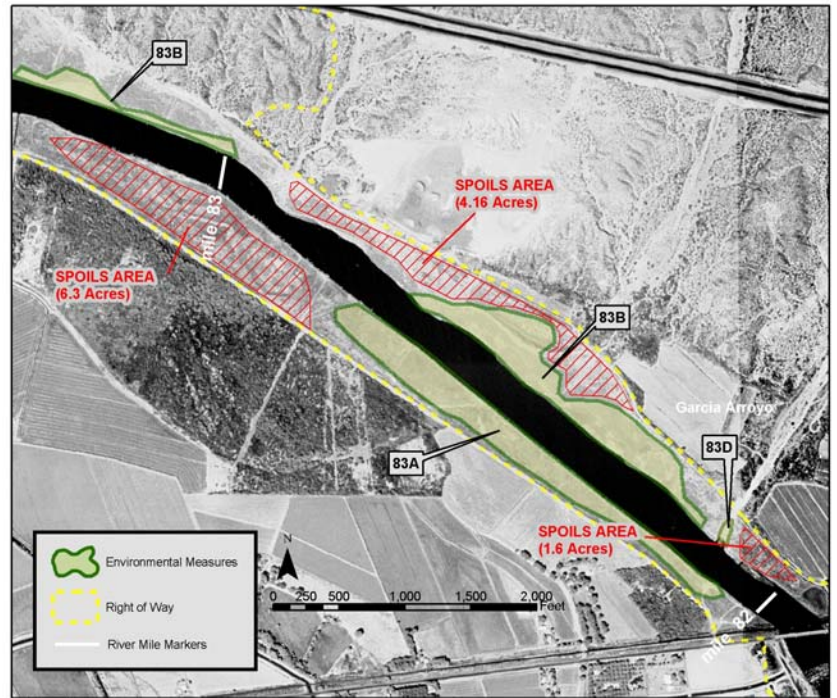 83B
SPOILS AREA
(4.16 Acres)
mile 83
SPOILS AREA
(6.3 Acres)
83B
Garcia Arroyo
83A
83D
SPOILS AREA
(1.6 Acres)
mile 82
Environmental Measures
Right of Way
River Mile Markers
N
0 250 500 1,000 1,500 2,000
Feet